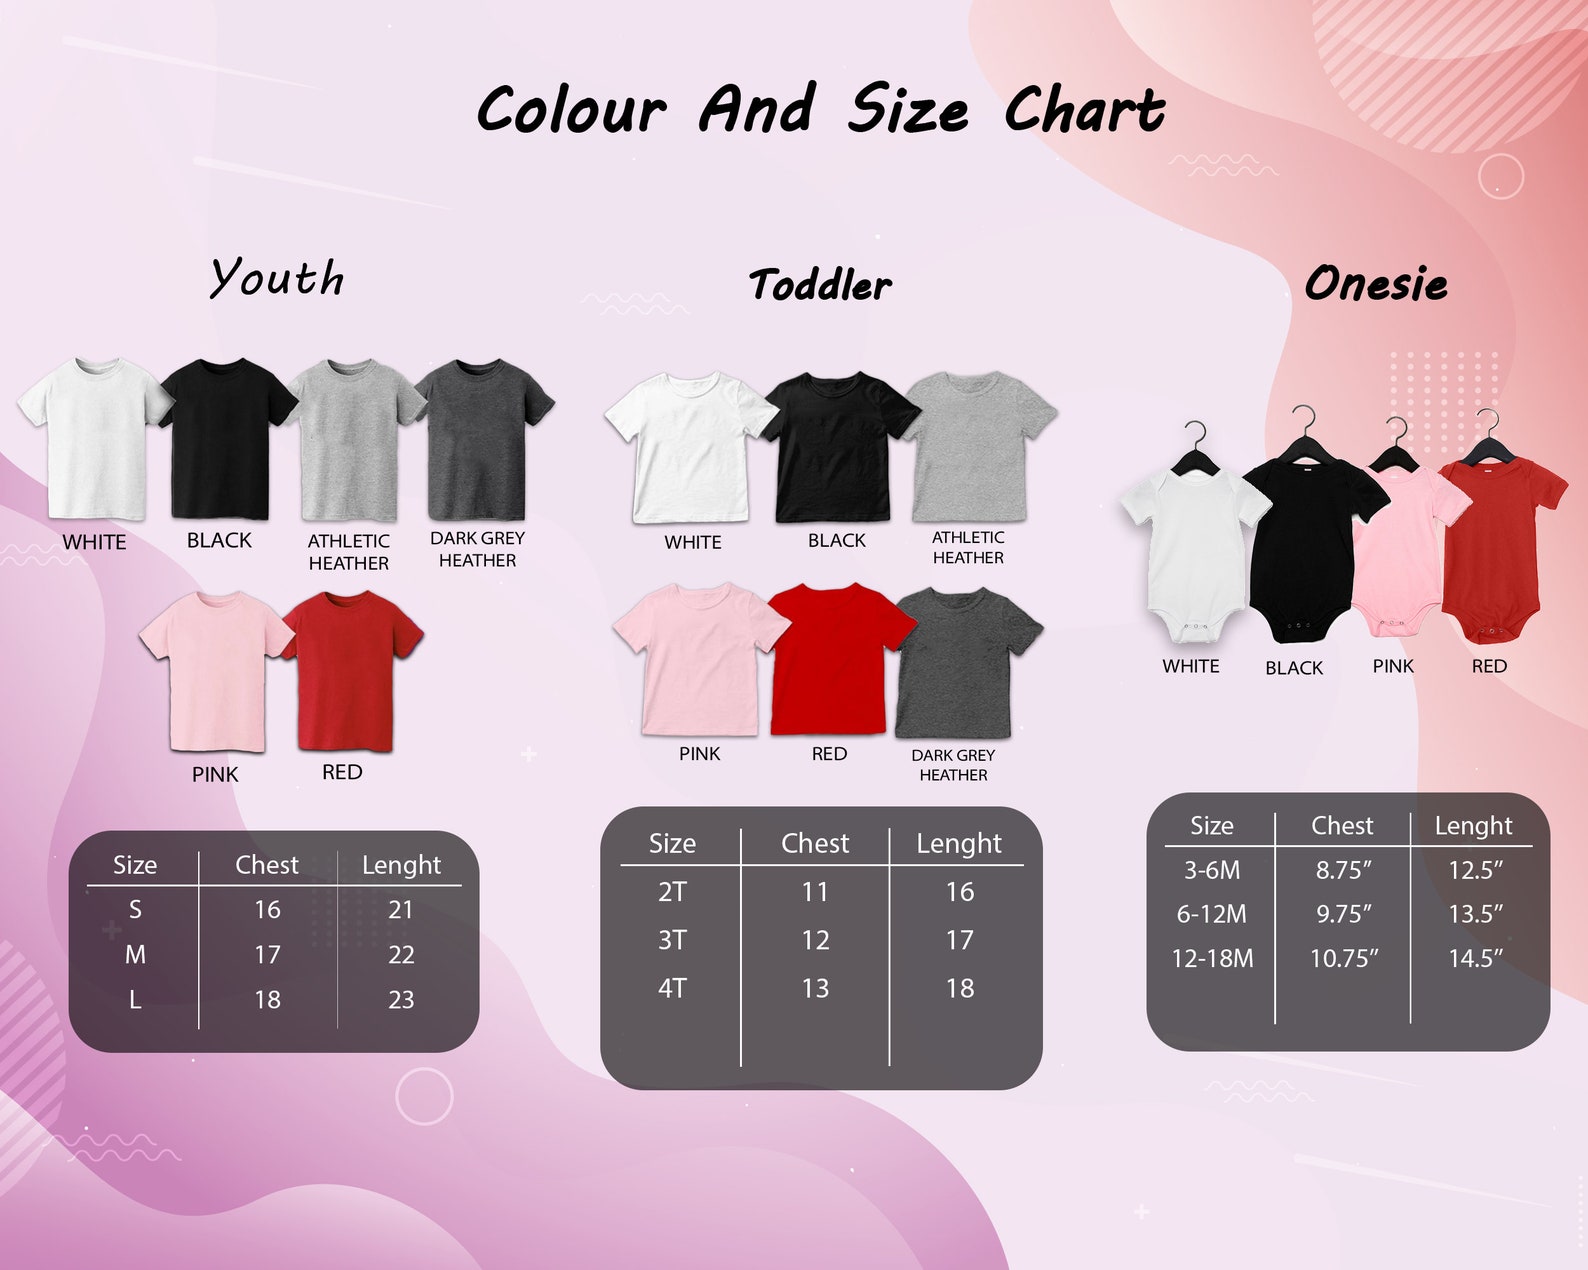 Colour And Size Chart
Youth
WHITE
BLACK
ATHLETIC
HEATHER
DARK GREY
HEATHER
PINK
RED
Size Chest Lenght
S 16 21
M 17 22
L 18 23
Toddler
WHITE
BLACK
ATHLETIC
HEATHER
PINK
RED
DARK GREY
HEATHER
Size Chest Lenght
2T 11 16
3T 12 17
4T 13 18
Onesie
WHITE
BLACK
PINK
RED
Size Chest Lenght
3-6M 8.75” 12.5”
6-12M 9.75” 13.5”
12-18M 10.75” 14.5”